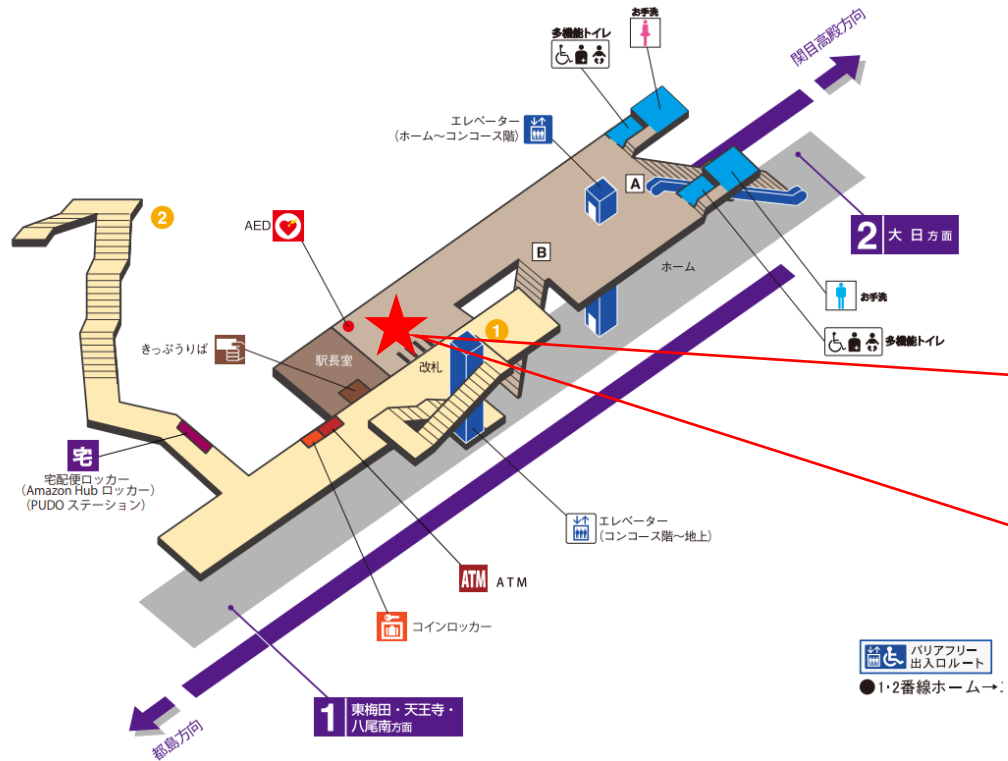 お手洗
多機能トイレ
関目高殿方向
エレベーター
(ホーム～コンコース階)
A
2
AED
B
2 大日方面
ホーム
お手洗
1
多機能トイレ
きっぷうりば
駅長室
改札
宅
宅配便ロッカー
(Amazon Hub ロッカー)
(PUDO ステーション)
エレベーター
(コンコース階～地上)
ATM ATM
コインロッカー
バリアフリー
出入口ルート
●1・2番線ホーム→
1 東梅田・天王寺・
八尾南方面
都島方向